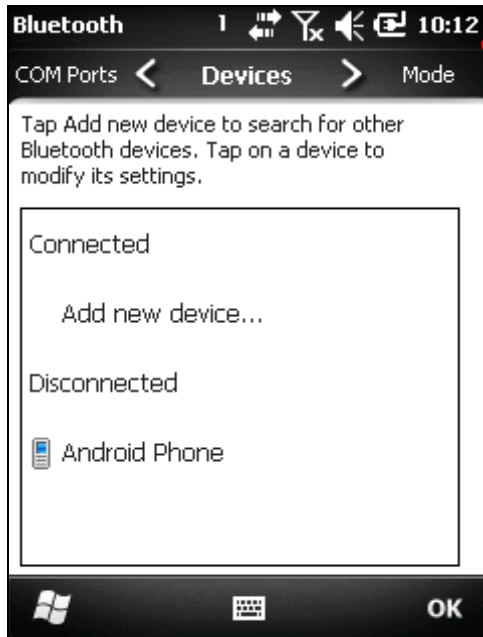 Bluetooth 1 10:12
COM Ports Devices Mode
Tap Add new device to search for other
Bluetooth devices. Tap on a device to
modify its settings.
Connected
Add new device...
Disconnected
Android Phone
OK